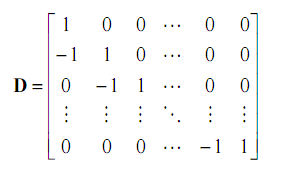 1 0 0 ⋯ 0 0
−1 1 0 ⋯ 0 0
D = 0 −1 1 ⋯ 0 0
⋮ ⋮ ⋮ ⋱ ⋮ ⋮
0 0 0 ⋯ −1 1